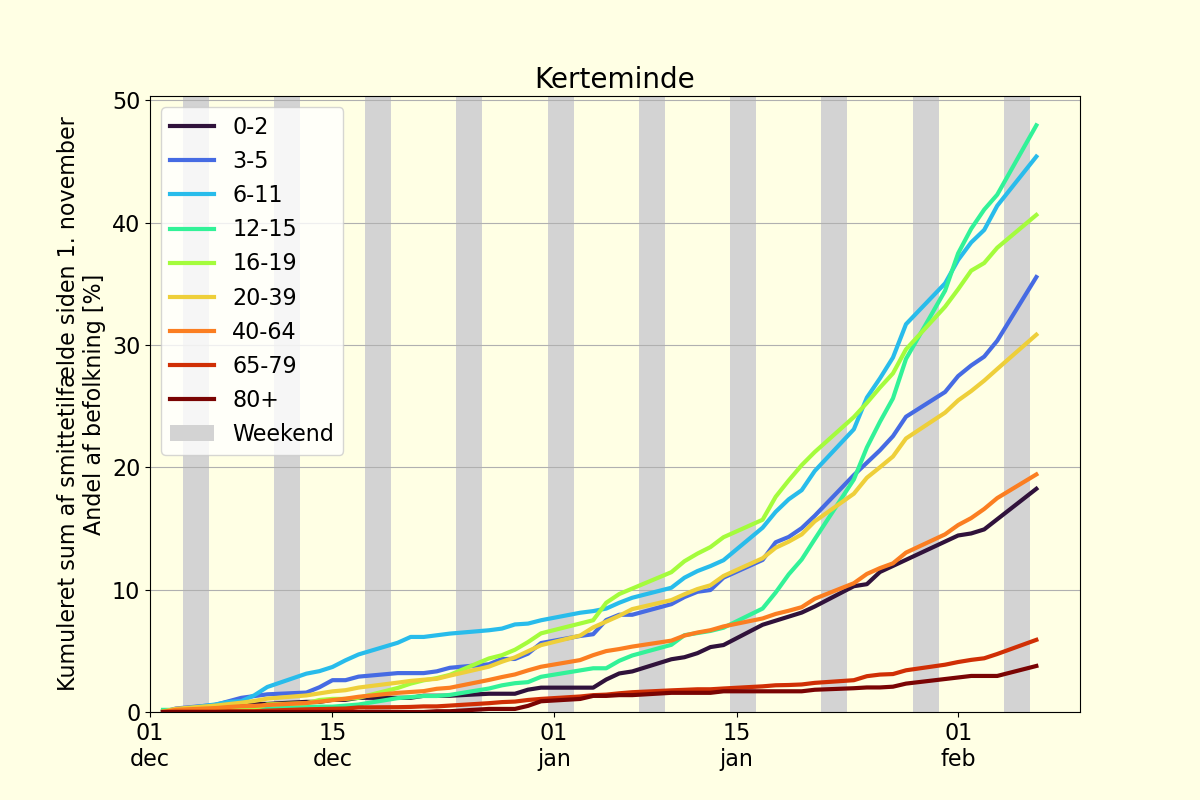 Kerteminde
Kumuleret sum af smittetilfælde siden 1. november
Andel af befolkning [%]
50
40
30
20
10
0
0-2
3-5
6-11
12-15
16-19
20-39
40-64
65-79
80+
Weekend
01 dec
15 dec
01 jan
15 jan
01 feb